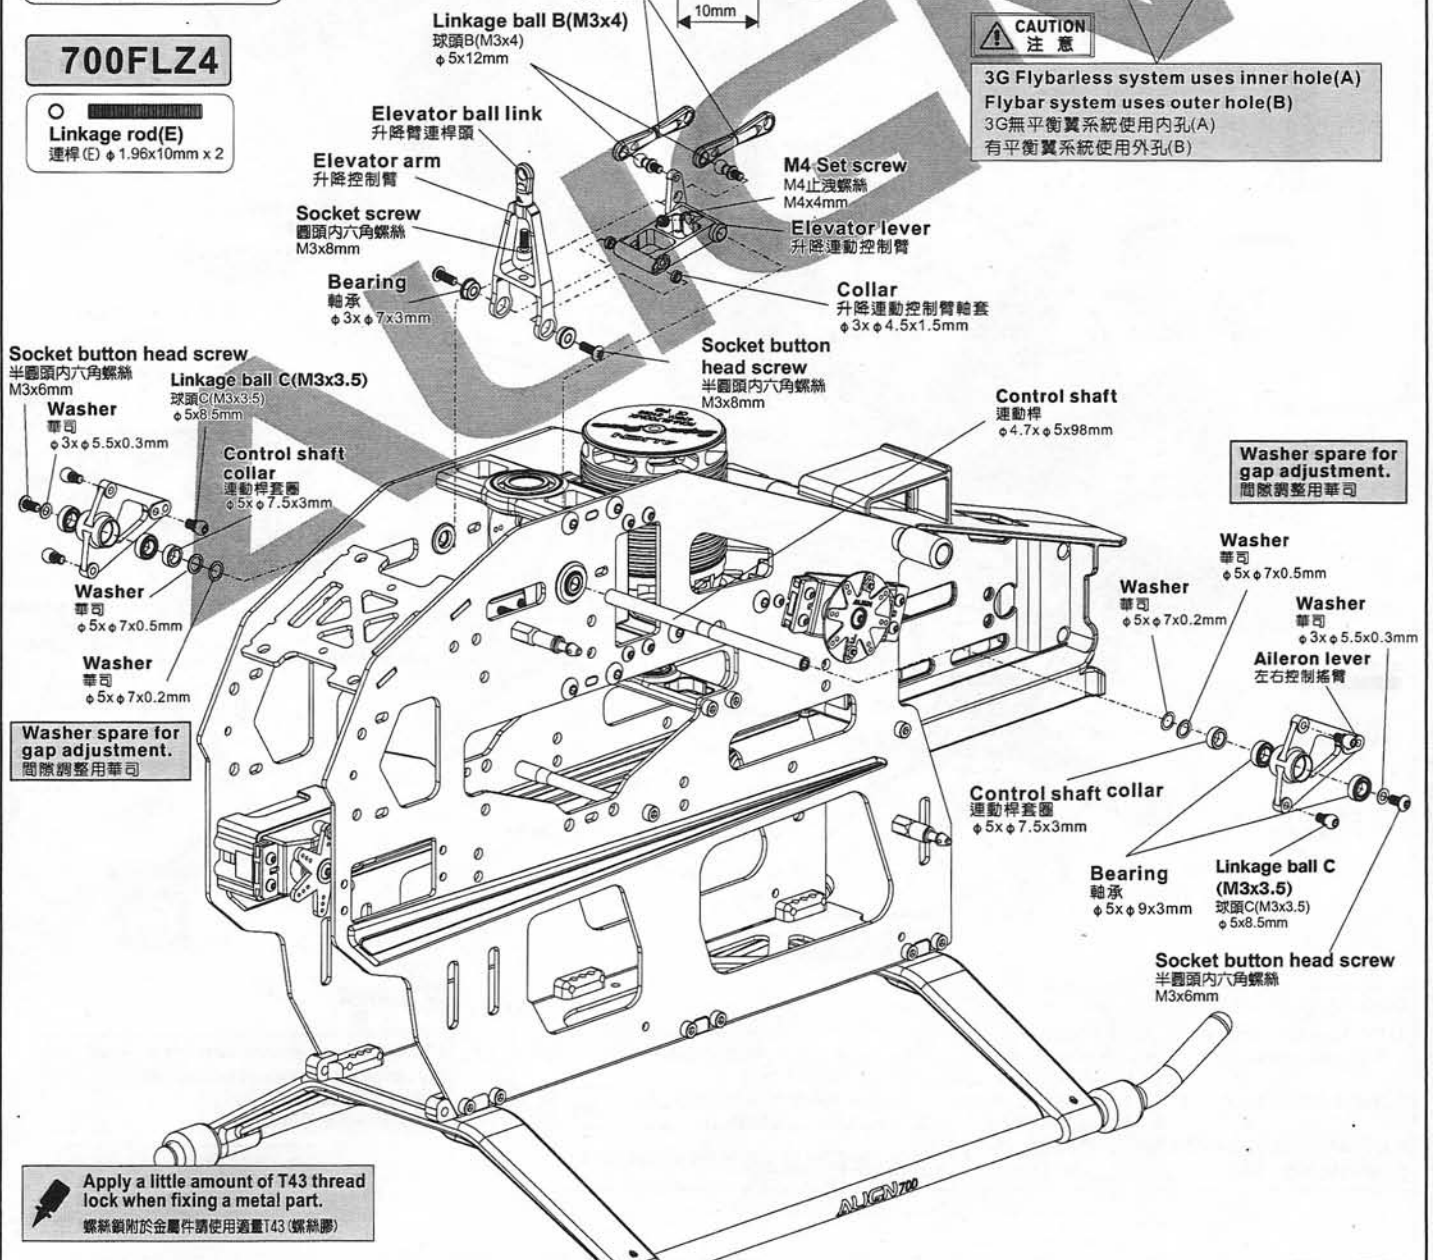 10mm
Linkage ball B(M3x4)
球頭B(M3x4)
φ5x12mm
CAUTION
注 意
700FLZ4
3G Flybarless system uses inner hole(A)
Flybar system uses outer hole(B)
3G無平衡翼系統使用内孔(A)
有平衡翼系統使用外孔(B)
Linkage rod(E)
連桿(E) φ1.96x10mm x 2
Elevator ball link
升降臂連桿頭
Elevator arm
升降控制臂
M4 Set screw
M4止洩螺絲
M4x4mm
Socket screw
圓頭内六角螺絲
M3x8mm
Elevator lever
升降連動控制臂
Bearing
軸承
φ3xφ7x3mm
Collar
升降連動控制臂軸套
φ3xφ4.5x1.5mm
Socket button
head screw
半圓頭内六角螺絲
M3x8mm
Socket button head screw
半圓頭内六角螺絲
M3x6mm
Linkage ball C(M3x3.5)
球頭C(M3x3.5)
φ5x8.5mm
Washer
華司
φ3xφ5.5x0.3mm
Control shaft
collar
連動桿套圈
φ5xφ7.5x3mm
Control shaft
連動桿
φ4.7xφ5x98mm
Washer spare for
gap adjustment.
間隙調整用華司
Washer
華司
φ5xφ7x0.5mm
Washer
華司
φ5xφ7x0.2mm
Washer
華司
φ3xφ5.5x0.3mm
Aileron lever
左右控制搖臂
Washer
華司
φ5xφ7x0.5mm
Washer
華司
φ5xφ7x0.2mm
Washer spare for
gap adjustment.
間隙調整用華司
Control shaft collar
連動桿套圈
φ5xφ7.5x3mm
Bearing
軸承
φ5xφ9x3mm
Linkage ball C
(M3x3.5)
球頭C(M3x3.5)
φ5x8.5mm
Socket button head screw
半圓頭内六角螺絲
M3x6mm
Apply a little amount of T43 thread
lock when fixing a metal part.
螺絲鎖附於金屬件請使用適量T43(螺絲膠)
ALIGN 700